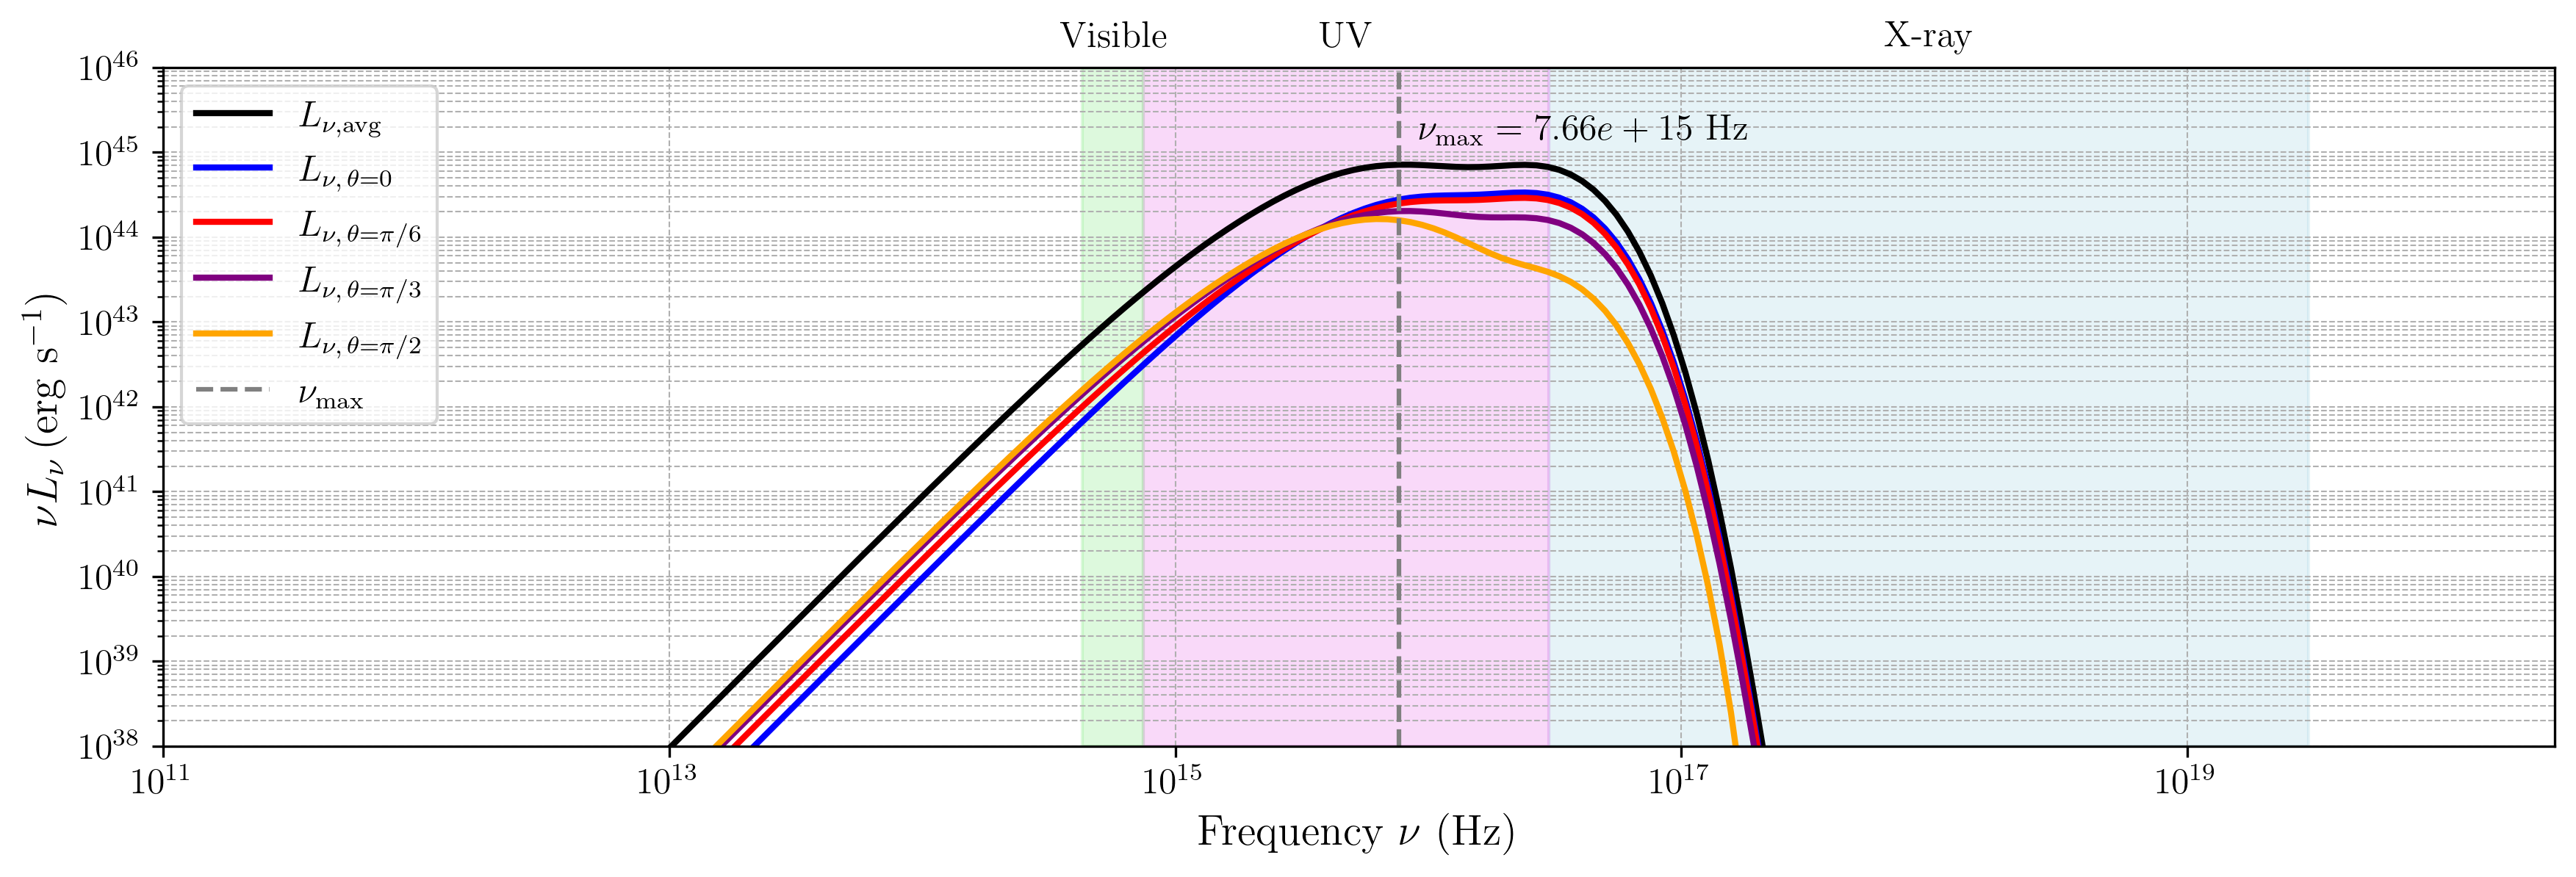 Visible UV X-ray
10^46
10^45
10^44
10^43
10^42
10^41
10^40
10^39
10^38
νL_ν (erg s^−1)
L_ν,avg
L_ν, θ=0
L_ν, θ=π/6
L_ν, θ=π/3
L_ν, θ=π/2
ν_max
ν_max = 7.66e + 15 Hz
10^11 10^13 10^15 10^17 10^19
Frequency ν (Hz)